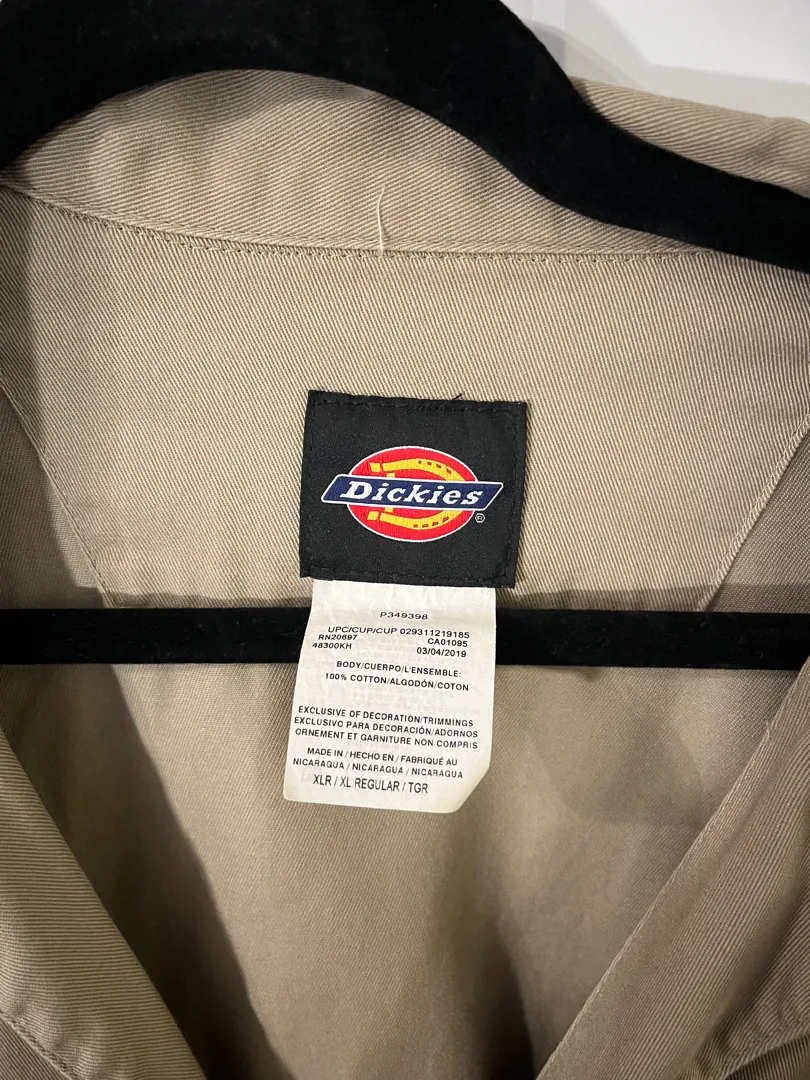 Dickies
®
P349398
UPC/CUP/CUP 029311219185
RN20697 CA01095
48300KH 03/04/2019
BODY/CUERPO/L'ENSEMBLE:
100% COTTON/ALGODÓN/COTON
EXCLUSIVE OF DECORATION/TRIMMINGS
EXCLUSIVO PARA DECORACIÓN/ADORNOS
ORNEMENT ET GARNITURE NON COMPRIS
MADE IN / HECHO EN / FABRIQUÉ AU
NICARAGUA / NICARAGUA / NICARAGUA
XLR / XL REGULAR / TGR